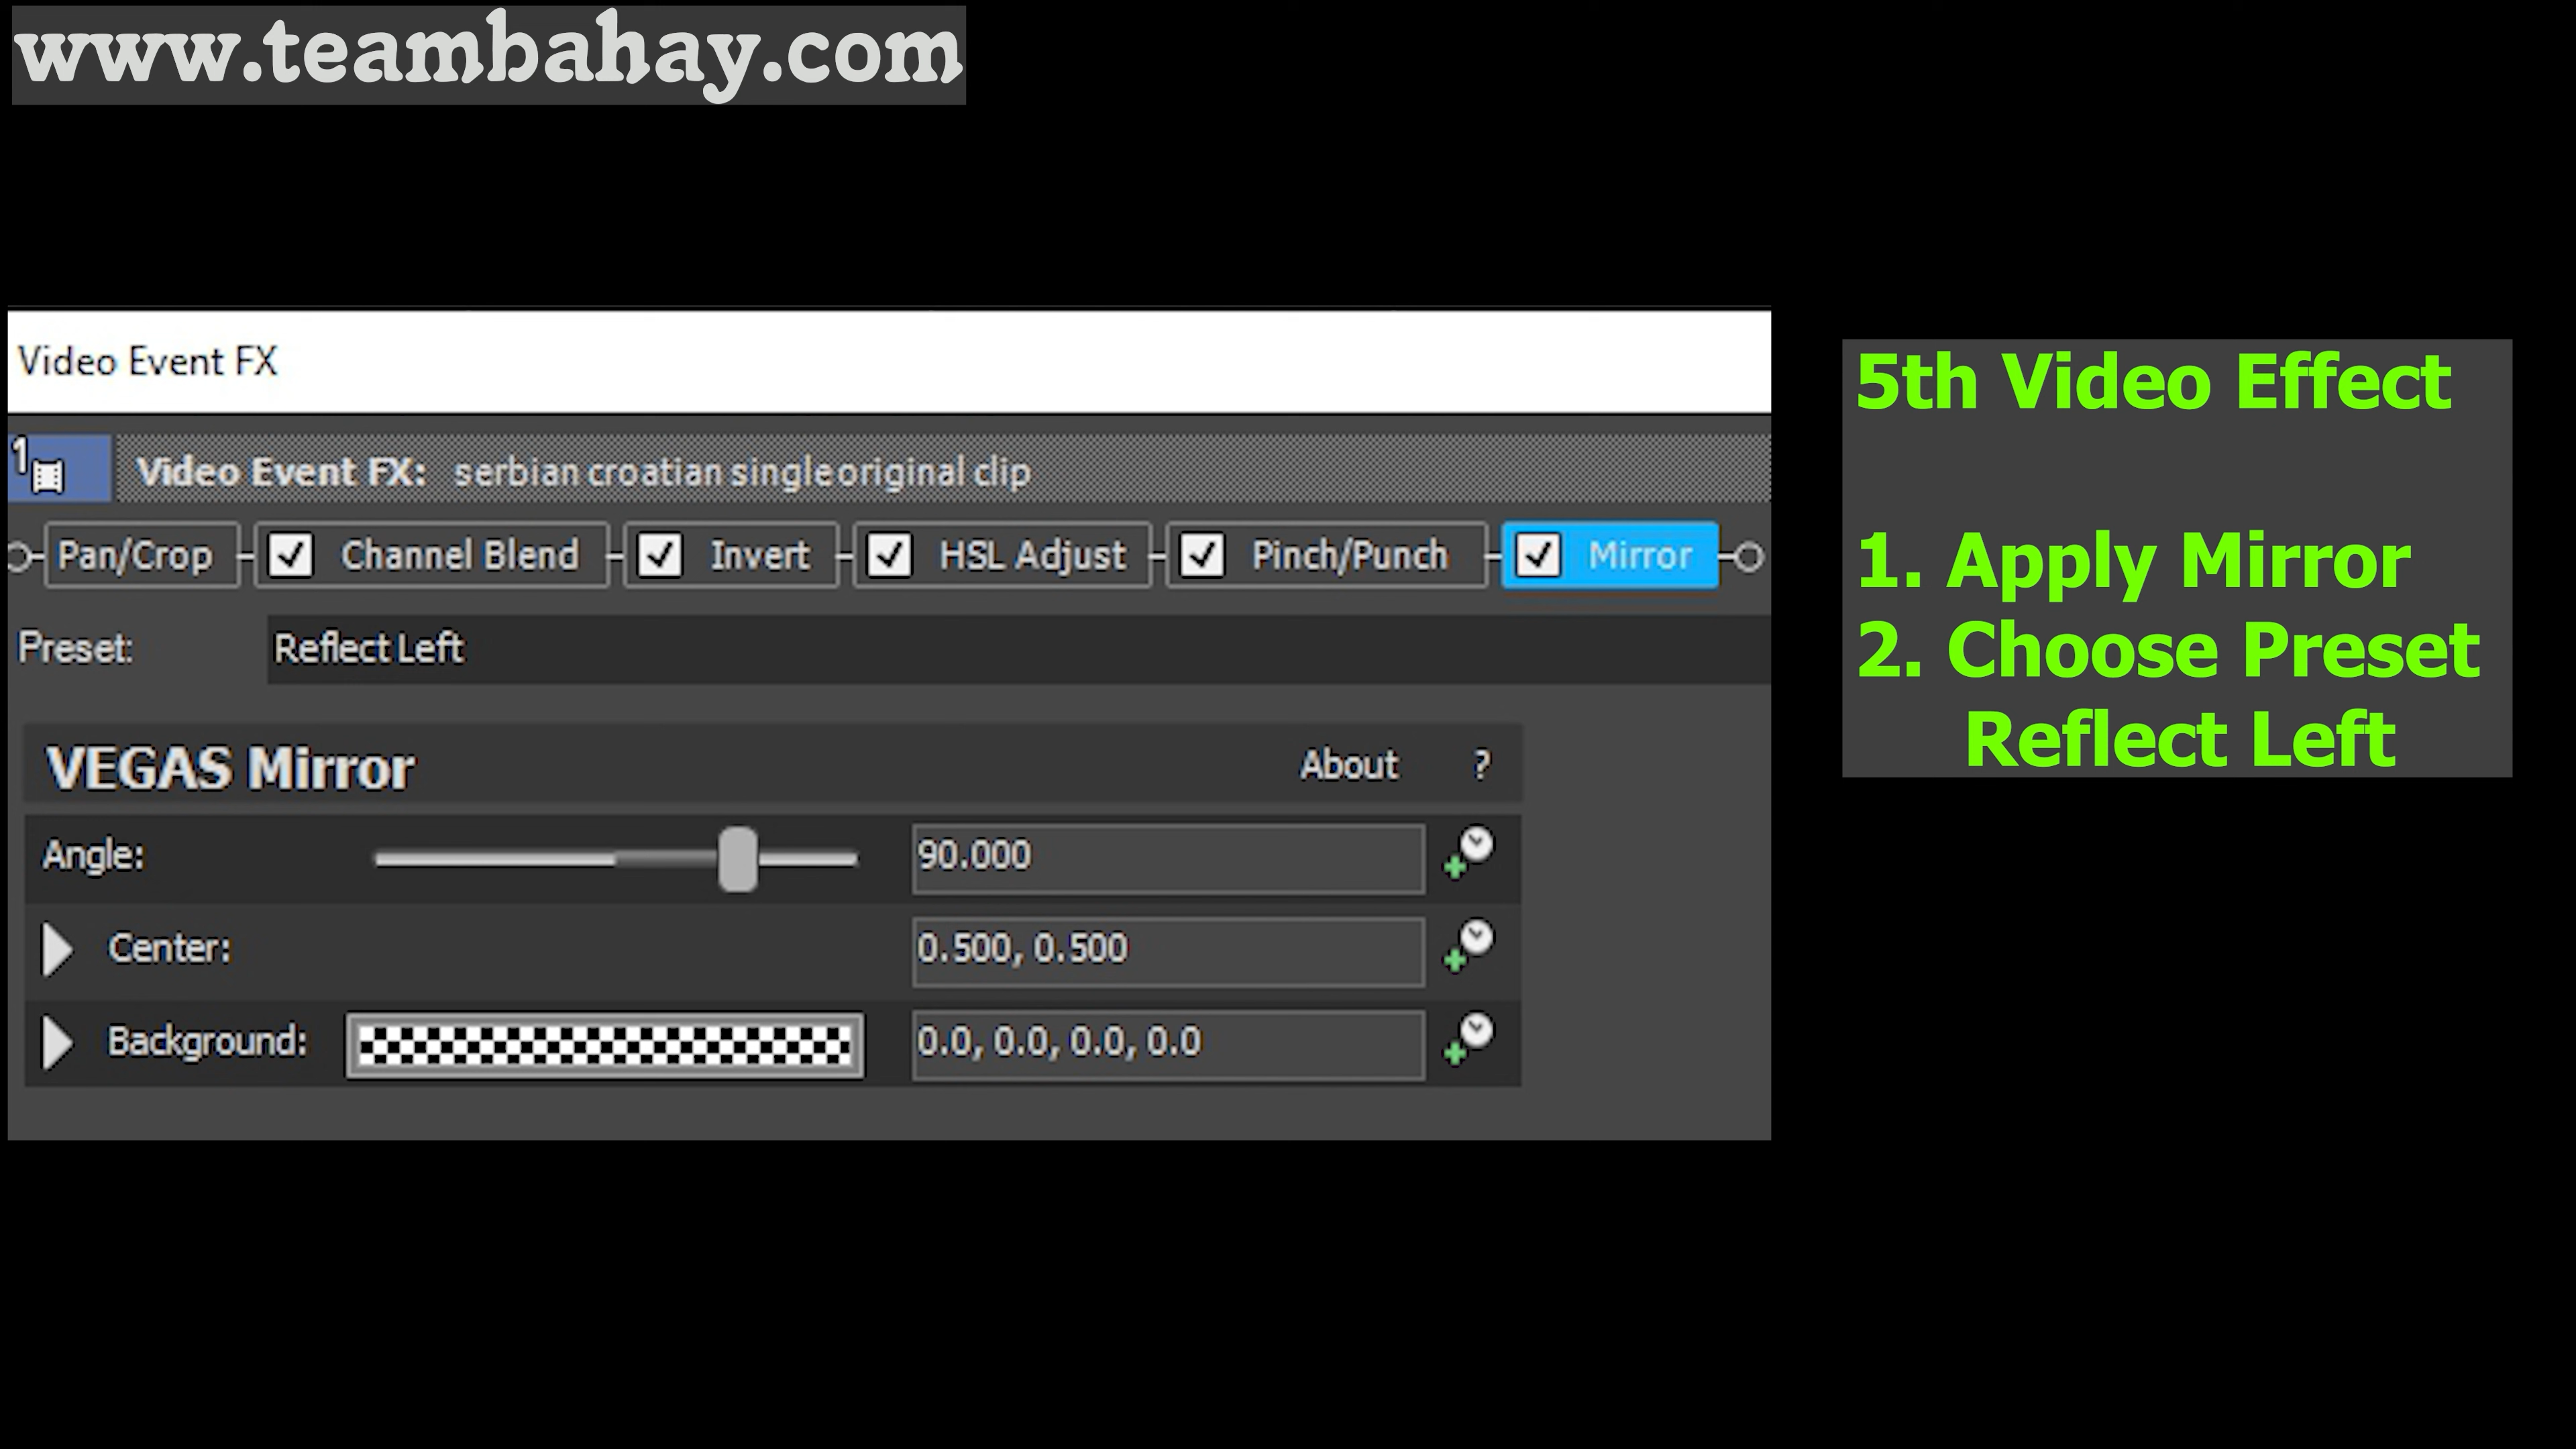 www.teambahay.com
Video Event FX
1
Video Event FX: serbian croatian single original clip
Pan/Crop Channel Blend Invert HSL Adjust Pinch/Punch Mirror
Preset: Reflect Left
VEGAS Mirror About ?
Angle: 90.000
Center: 0.500, 0.500
Background: 0.0, 0.0, 0.0, 0.0
5th Video Effect
1. Apply Mirror
2. Choose Preset
Reflect Left